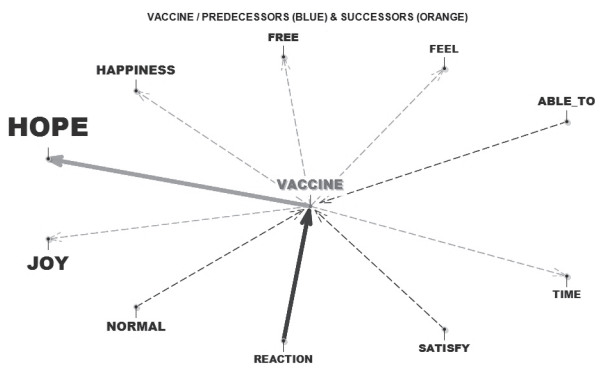 VACCINE / PREDECESSORS (BLUE) & SUCCESSORS (ORANGE)
FREE
FEEL
HAPPINESS
ABLE_TO
HOPE
VACCINE
JOY
TIME
NORMAL
SATISFY
REACTION